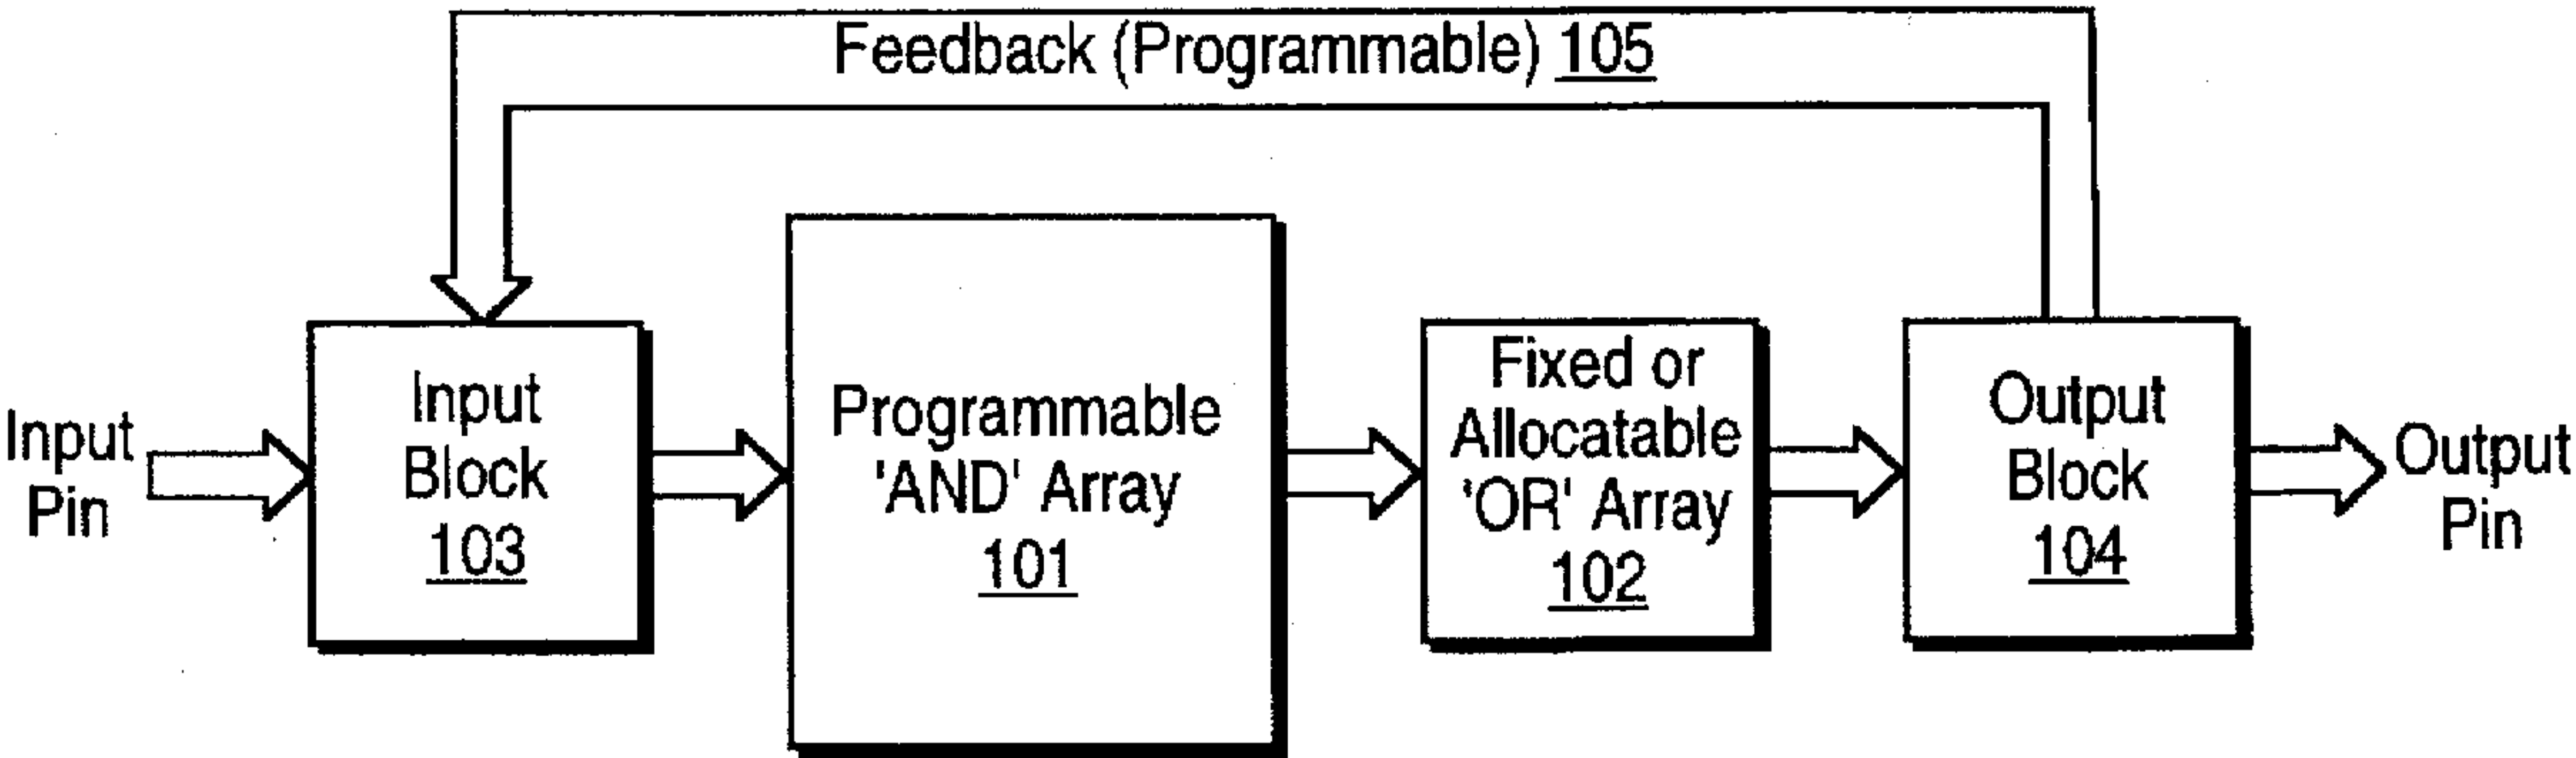 Feedback (Programmable) 105
Input
Pin
Input
Block
103
Programmable
'AND' Array
101
Fixed or
Allocatable
'OR' Array
102
Output
Block
104
Output
Pin